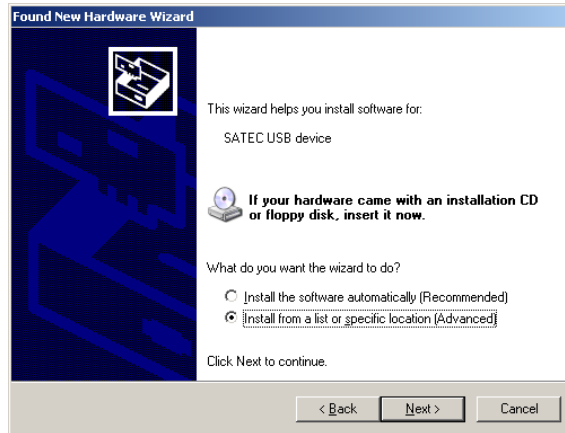 Found New Hardware Wizard
This wizard helps you install software for:
SATEC USB device
If your hardware came with an installation CD
or floppy disk, insert it now.
What do you want the wizard to do?
Install the software automatically (Recommended)
Install from a list or specific location (Advanced)
Click Next to continue.
< Back
Next >
Cancel